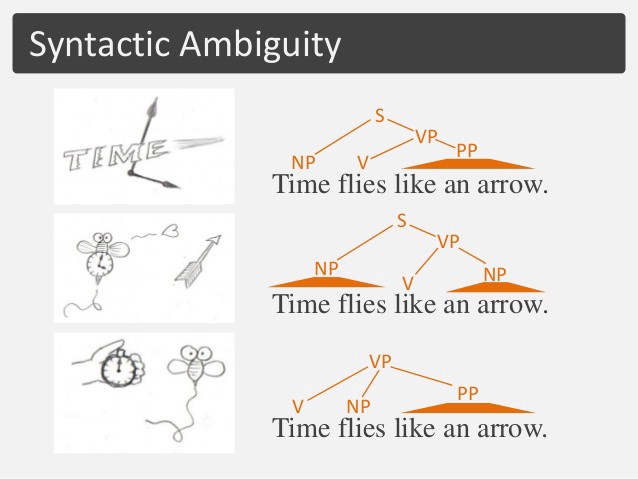 Syntactic Ambiguity
TIME
S
VP
PP
NP V
Time flies like an arrow.
S
VP
NP
V
NP
Time flies like an arrow.
VP
PP
V NP
Time flies like an arrow.